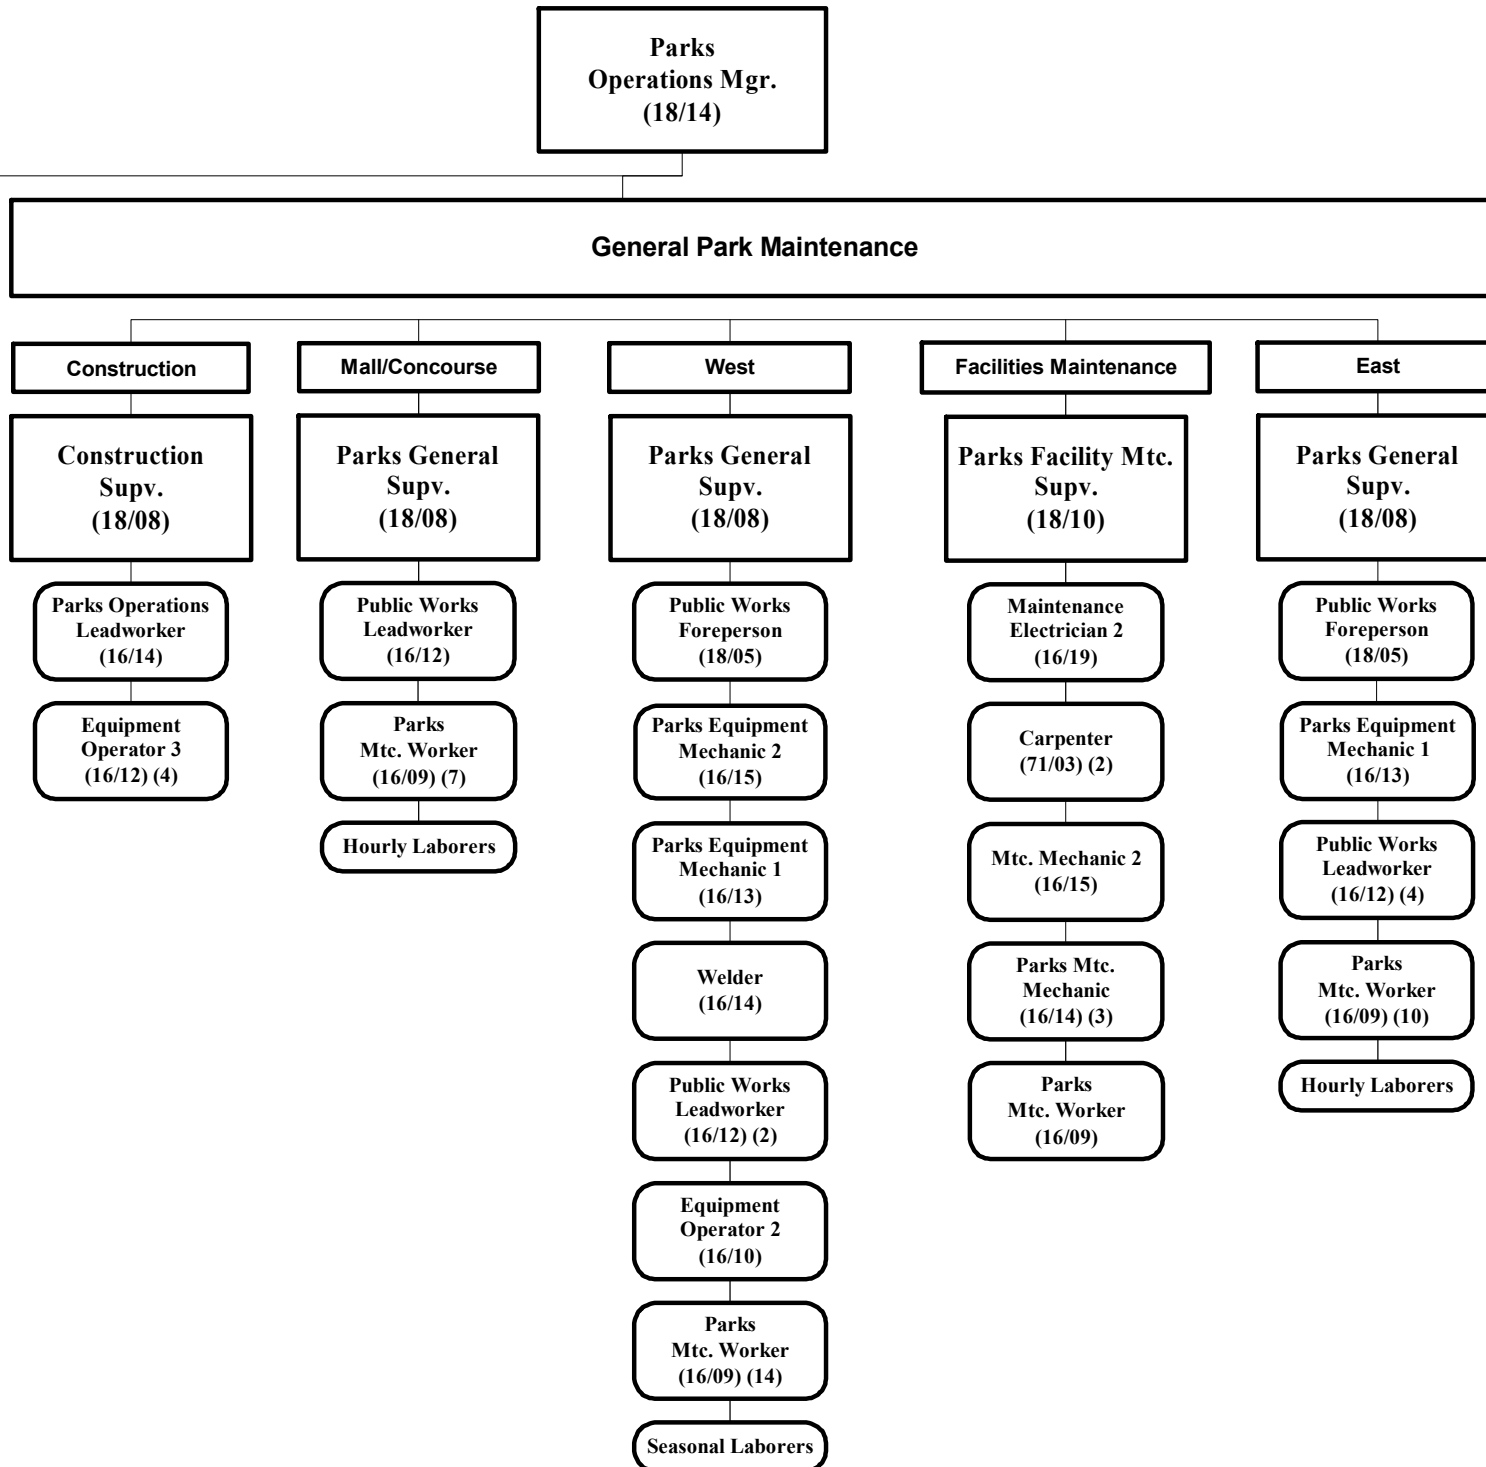 Parks
Operations Mgr.
(18/14)
General Park Maintenance
Construction
Construction
Supv.
(18/08)
Parks Operations
Leadworker
(16/14)
Equipment
Operator 3
(16/12) (4)
Mall/Concourse
Parks General
Supv.
(18/08)
Public Works
Leadworker
(16/12)
Parks
Mtc. Worker
(16/09) (7)
Hourly Laborers
West
Parks General
Supv.
(18/08)
Public Works
Foreperson
(18/05)
Parks Equipment
Mechanic 2
(16/15)
Parks Equipment
Mechanic 1
(16/13)
Welder
(16/14)
Public Works
Leadworker
(16/12) (2)
Equipment
Operator 2
(16/10)
Parks
Mtc. Worker
(16/09) (14)
Seasonal Laborers
Facilities Maintenance
Parks Facility Mtc.
Supv.
(18/10)
Maintenance
Electrician 2
(16/19)
Carpenter
(71/03) (2)
Mtc. Mechanic 2
(16/15)
Parks Mtc.
Mechanic
(16/14) (3)
Parks
Mtc. Worker
(16/09)
East
Parks General
Supv.
(18/08)
Public Works
Foreperson
(18/05)
Parks Equipment
Mechanic 1
(16/13)
Public Works
Leadworker
(16/12) (4)
Parks
Mtc. Worker
(16/09) (10)
Hourly Laborers